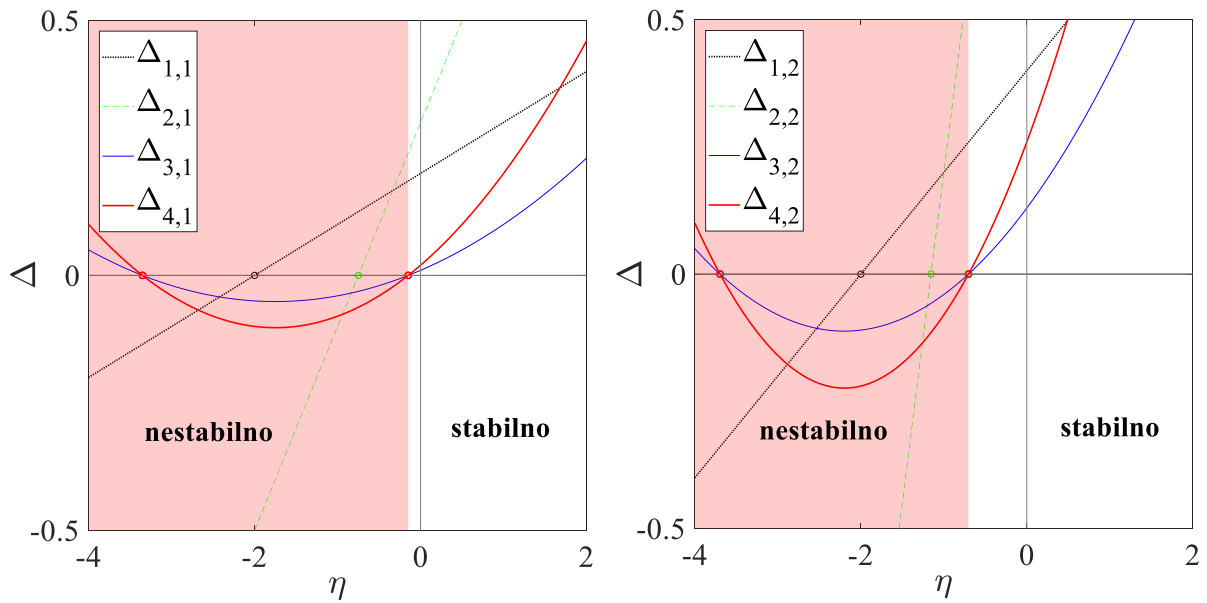 0.5
Δ1,1
Δ2,1
Δ3,1
Δ4,1
Δ
0
nestabilno
stabilno
-0.5
-4
-2
0
2
η
0.5
Δ1,2
Δ2,2
Δ3,2
Δ4,2
Δ
0
nestabilno
stabilno
-0.5
-4
-2
0
2
η